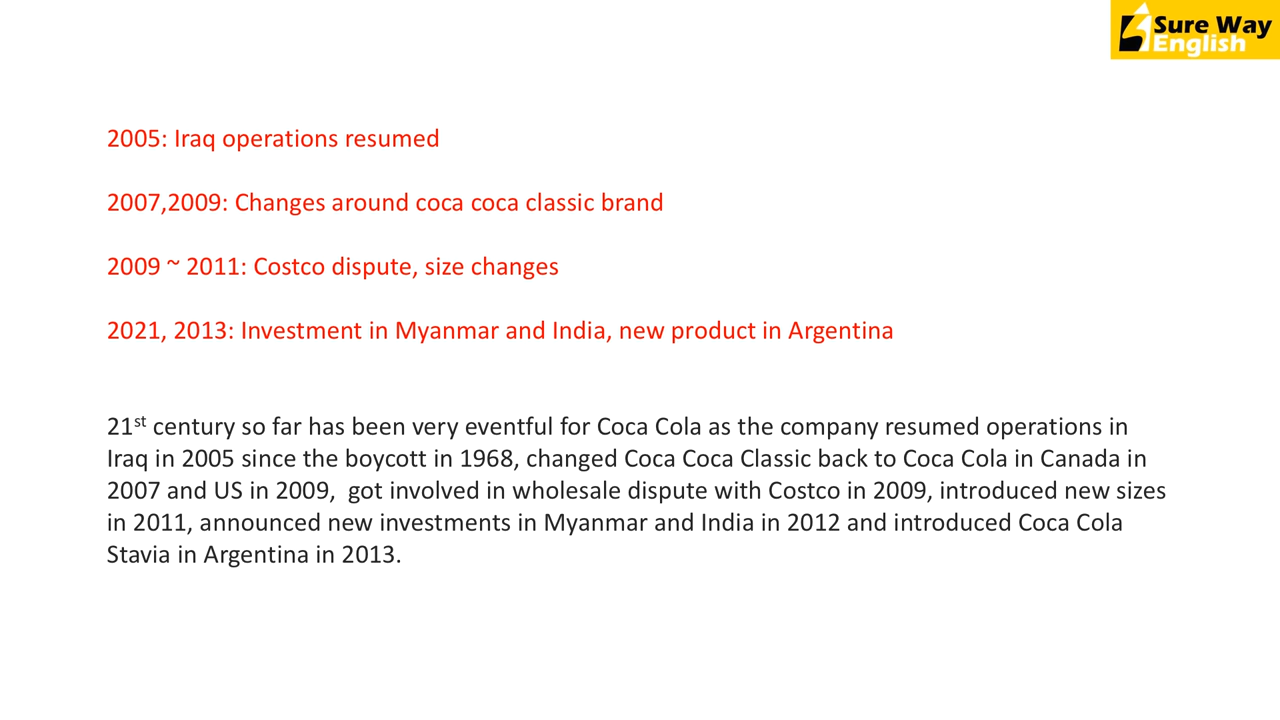 Sure Way
English
2005: Iraq operations resumed
2007,2009: Changes around coca coca classic brand
2009 ~ 2011: Costco dispute, size changes
2021, 2013: Investment in Myanmar and India, new product in Argentina
21st century so far has been very eventful for Coca Cola as the company resumed operations in
Iraq in 2005 since the boycott in 1968, changed Coca Coca Classic back to Coca Cola in Canada in
2007 and US in 2009,  got involved in wholesale dispute with Costco in 2009, introduced new sizes
in 2011, announced new investments in Myanmar and India in 2012 and introduced Coca Cola
Stavia in Argentina in 2013.